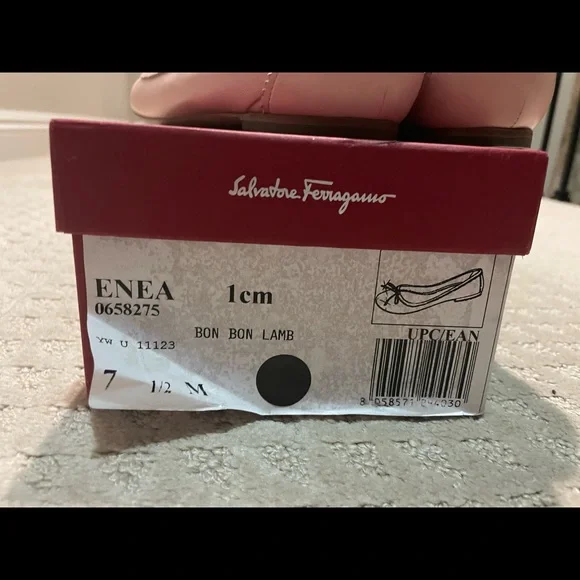 Salvatore Ferragamo
ENEA 1cm
0658275
BON BON LAMB
UPC/EAN
YW U 11123
7 1/2 M